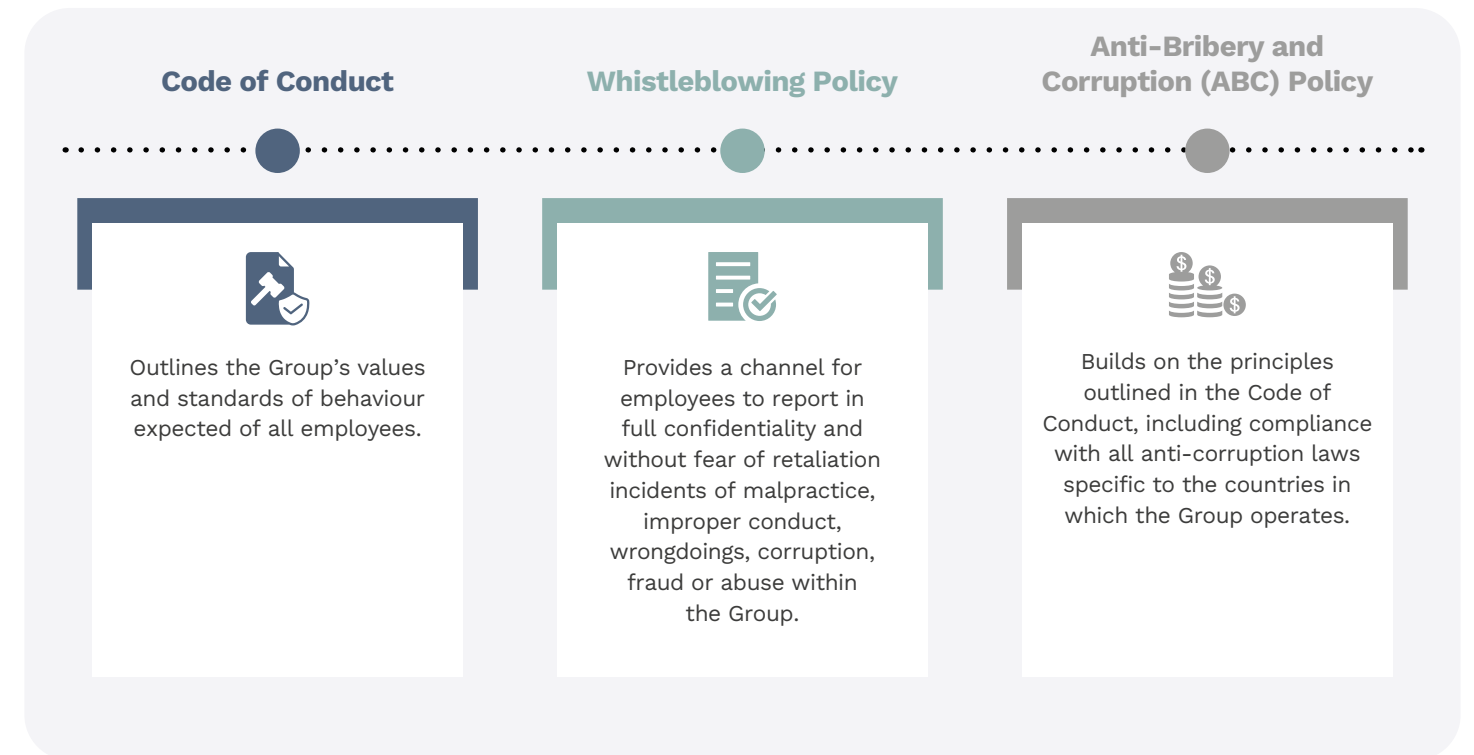 Code of Conduct
Outlines the Group’s values
and standards of behaviour
expected of all employees.
Whistleblowing Policy
Provides a channel for
employees to report in
full confidentiality and
without fear of retaliation
incidents of malpractice,
improper conduct,
wrongdoings, corruption,
fraud or abuse within
the Group.
Anti-Bribery and
Corruption (ABC) Policy
$
$
$
Builds on the principles
outlined in the Code of
Conduct, including compliance
with all anti-corruption laws
specific to the countries in
which the Group operates.